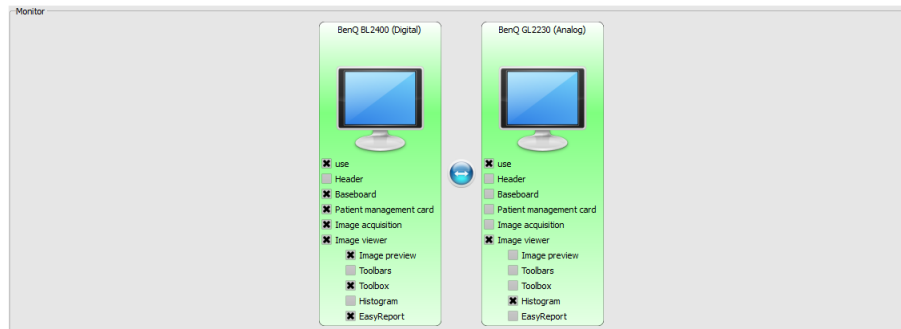 Monitor
BenQ BL2400 (Digital)
use
Header
Baseboard
Patient management card
Image acquisition
Image viewer
Image preview
Toolbars
Toolbox
Histogram
EasyReport
BenQ GL2230 (Analog)
use
Header
Baseboard
Patient management card
Image acquisition
Image viewer
Image preview
Toolbars
Toolbox
Histogram
EasyReport